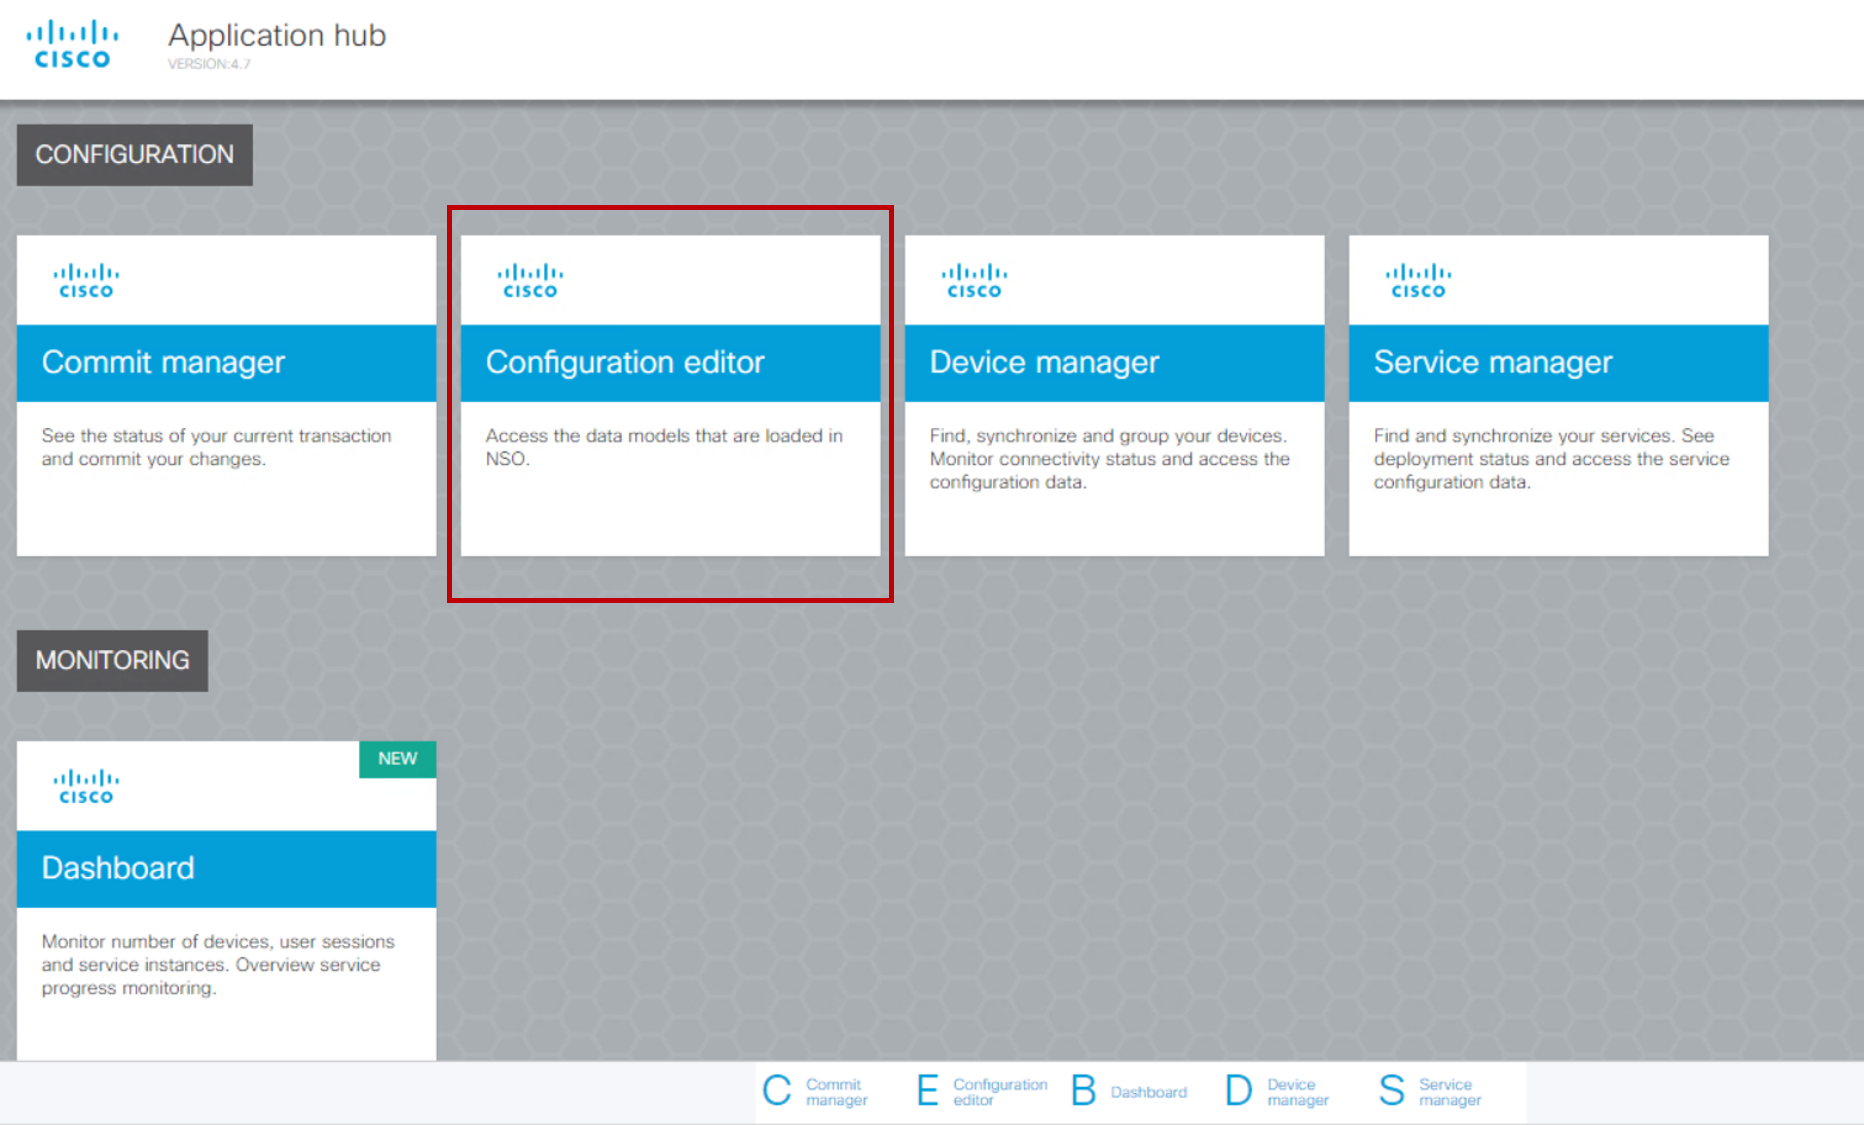 CISCO
Application hub
VERSION:4.7
CONFIGURATION
CISCO
Commit manager
See the status of your current transaction
and commit your changes.
CISCO
Configuration editor
Access the data models that are loaded in
NSO.
CISCO
Device manager
Find, synchronize and group your devices.
Monitor connectivity status and access the
configuration data.
CISCO
Service manager
Find and synchronize your services. See
deployment status and access the service
configuration data.
MONITORING
NEW
CISCO
Dashboard
Monitor number of devices, user sessions
and service instances. Overview service
progress monitoring.
C Commit
manager
E Configuration
editor
B Dashboard
D Device
manager
S Service
manager